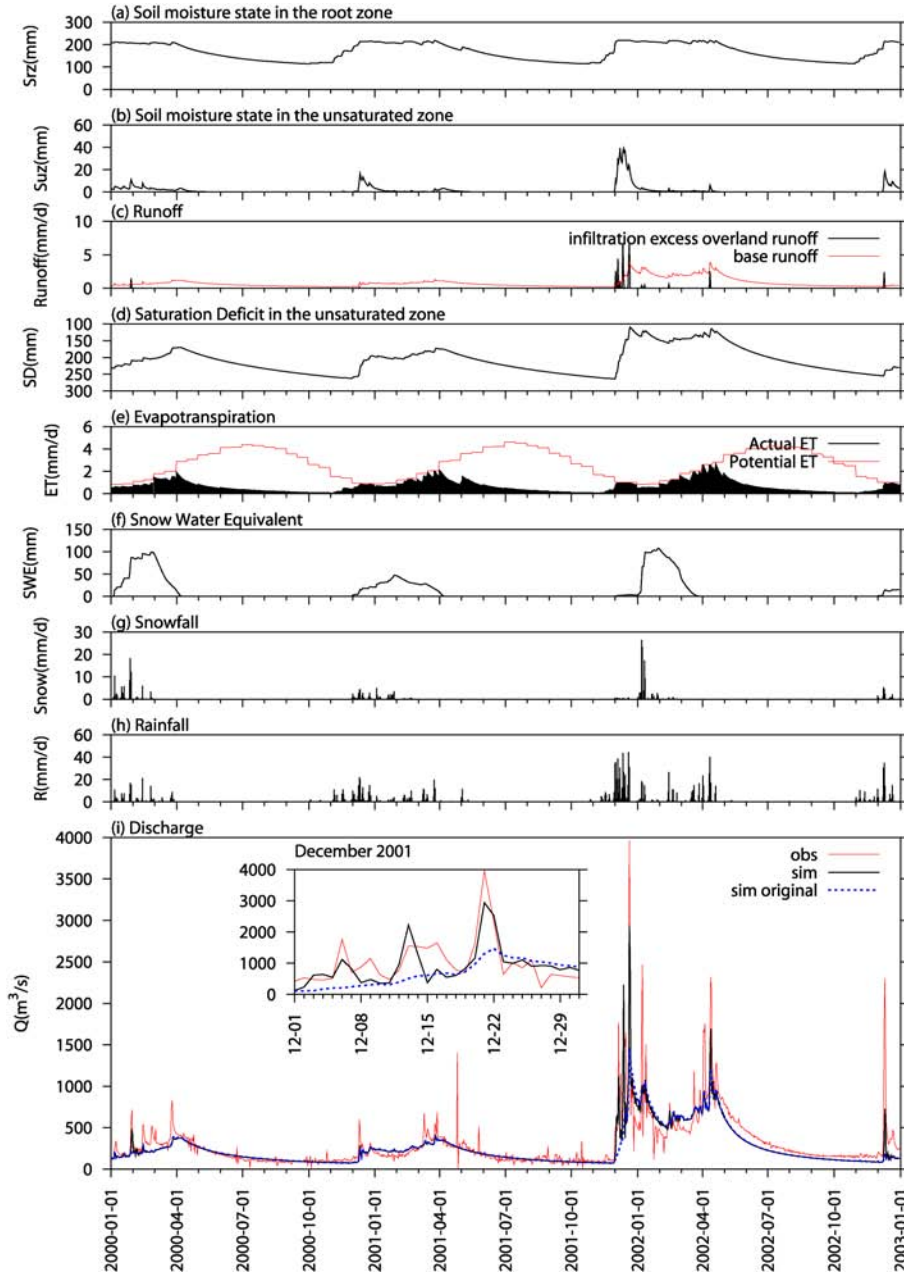 (a) Soil moisture state in the root zone
300
200
100
0
Srz(mm)
(b) Soil moisture state in the unsaturated zone
60
40
20
0
Suz(mm)
(c) Runoff
10
5
0
Runoff(mm/d)
infiltration excess overland runoff
base runoff
(d) Saturation Deficit in the unsaturated zone
100
150
200
250
300
SD(mm)
(e) Evapotranspiration
6
4
2
0
ET(mm/d)
Actual ET
Potential ET
(f) Snow Water Equivalent
150
100
50
0
SWE(mm)
(g) Snowfall
30
20
10
0
Snow(mm/d)
(h) Rainfall
60
40
20
0
R(mm/d)
(i) Discharge
4000
3500
3000
2500
2000
1500
1000
500
0
Q(m³/s)
December 2001
4000
3000
2000
1000
0
12-01
12-08
12-15
12-22
12-29
obs
sim
sim original
2000-01-01
2000-04-01
2000-07-01
2000-10-01
2001-01-01
2001-04-01
2001-07-01
2001-10-01
2002-01-01
2002-04-01
2002-07-01
2002-10-01
2003-01-01